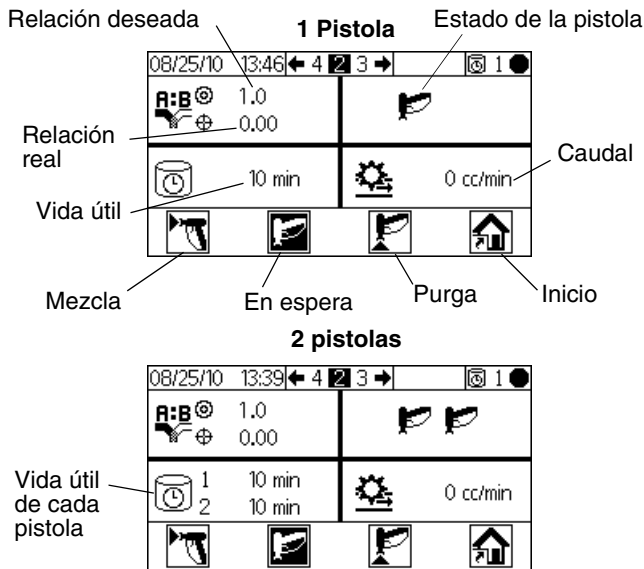 Relación deseada
1 Pistola
Estado de la pistola
08/25/10 13:46 4 2 3 1
A:B 1.0
0.00
Relación
real
10 min
0 cc/min
Caudal
Vida útil
Mezcla
En espera
Purga
Inicio
2 pistolas
08/25/10 13:39 4 2 3 1
A:B 1.0
0.00
Vida útil
de cada
pistola
1 10 min
2 10 min
0 cc/min